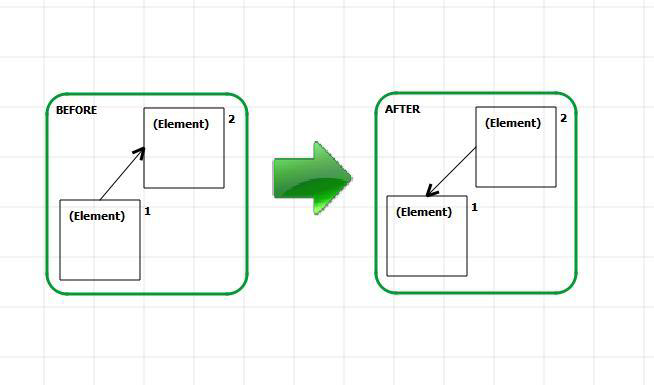 BEFORE
(Element) 2
(Element) 1
AFTER
(Element) 2
(Element) 1